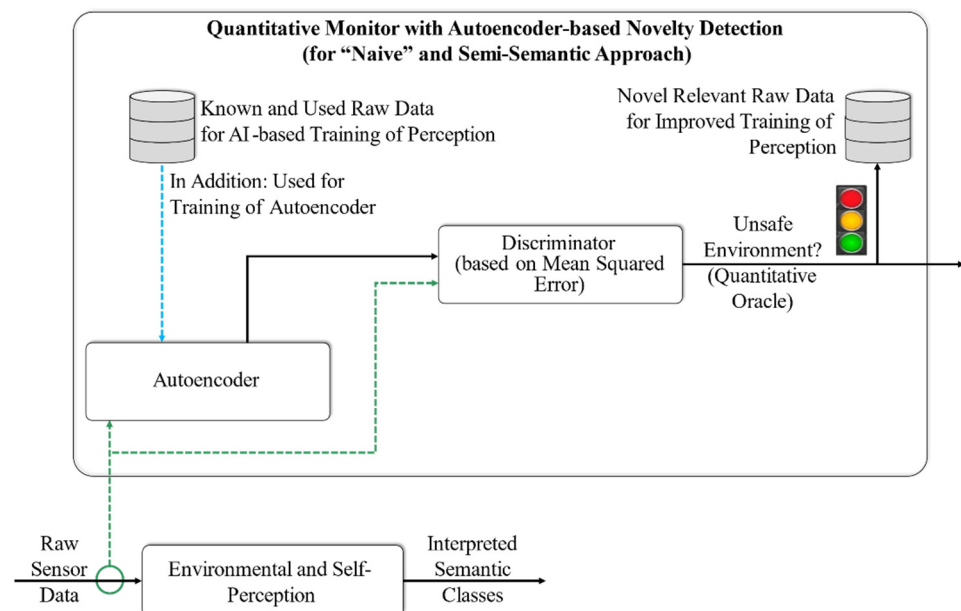 Quantitative Monitor with Autoencoder-based Novelty Detection
(for “Naive” and Semi-Semantic Approach)
Known and Used Raw Data
for AI-based Training of Perception
Novel Relevant Raw Data
for Improved Training of
Perception
In Addition: Used for
Training of Autoencoder
Discriminator
(based on Mean Squared
Error)
Unsafe
Environment?
(Quantitative
Oracle)
Autoencoder
Raw
Sensor
Data
Environmental and Self-
Perception
Interpreted
Semantic
Classes